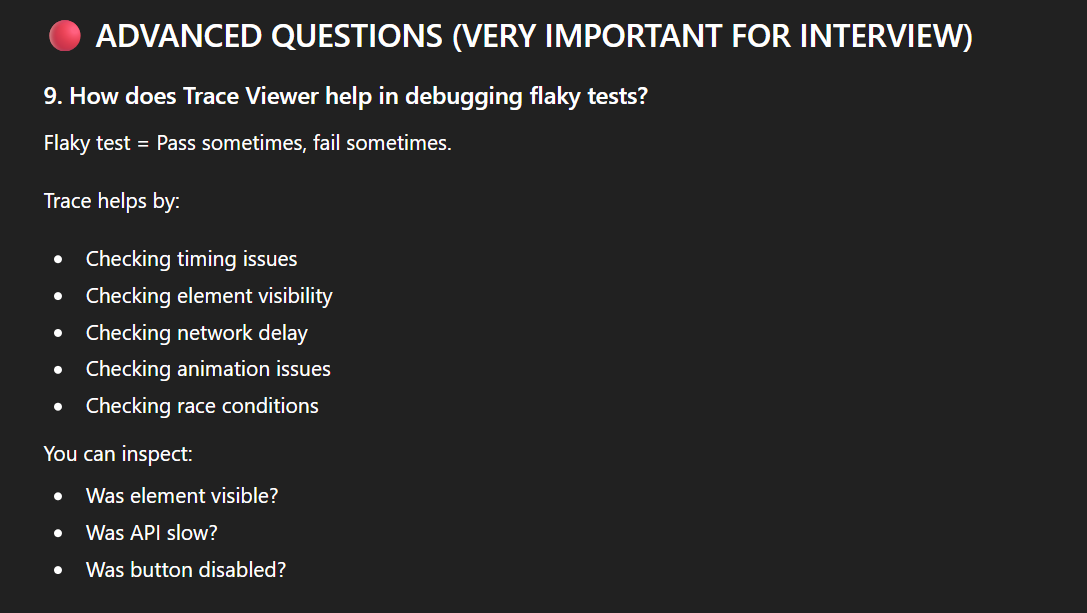 🔴 ADVANCED QUESTIONS (VERY IMPORTANT FOR INTERVIEW)
9. How does Trace Viewer help in debugging flaky tests?
Flaky test = Pass sometimes, fail sometimes.
Trace helps by:
• Checking timing issues
• Checking element visibility
• Checking network delay
• Checking animation issues
• Checking race conditions
You can inspect:
• Was element visible?
• Was API slow?
• Was button disabled?